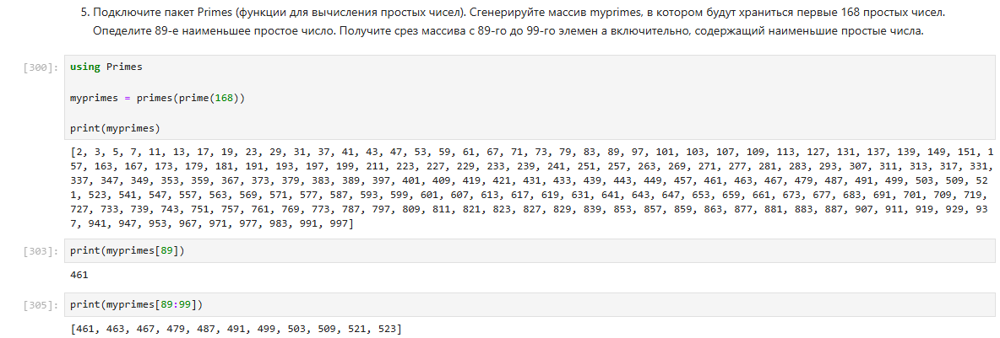 5. Подключите пакет Primes (функции для вычисления простых чисел). Сгенерируйте массив myprimes, в котором будут храниться первые 168 простых чисел.
Опеделите 89-е наименьшее простое число. Получите срез массива с 89-го до 99-го элемен а включительно, содержащий наименьшие простые числа.
[300]: using Primes
myprimes = primes(prime(168))
print(myprimes)
[2, 3, 5, 7, 11, 13, 17, 19, 23, 29, 31, 37, 41, 43, 47, 53, 59, 61, 67, 71, 73, 79, 83, 89, 97, 101, 103, 107, 109, 113, 127, 131, 137, 139, 149, 151, 1
57, 163, 167, 173, 179, 181, 191, 193, 197, 199, 211, 223, 227, 229, 233, 239, 241, 251, 257, 263, 269, 271, 277, 281, 283, 293, 307, 311, 313, 317, 331,
337, 347, 349, 353, 359, 367, 373, 379, 383, 389, 397, 401, 409, 419, 421, 431, 433, 439, 443, 449, 457, 461, 463, 467, 479, 487, 491, 499, 503, 509, 52
1, 523, 541, 547, 557, 563, 569, 571, 577, 587, 593, 599, 601, 607, 613, 617, 619, 631, 641, 643, 647, 653, 659, 661, 673, 677, 683, 691, 701, 709, 719,
727, 733, 739, 743, 751, 757, 761, 769, 773, 787, 797, 809, 811, 821, 823, 827, 829, 839, 853, 857, 859, 863, 877, 881, 883, 887, 907, 911, 919, 929, 93
7, 941, 947, 953, 967, 971, 977, 983, 991, 997]
[303]: print(myprimes[89])
461
[305]: print(myprimes[89:99])
[461, 463, 467, 479, 487, 491, 499, 503, 509, 521, 523]